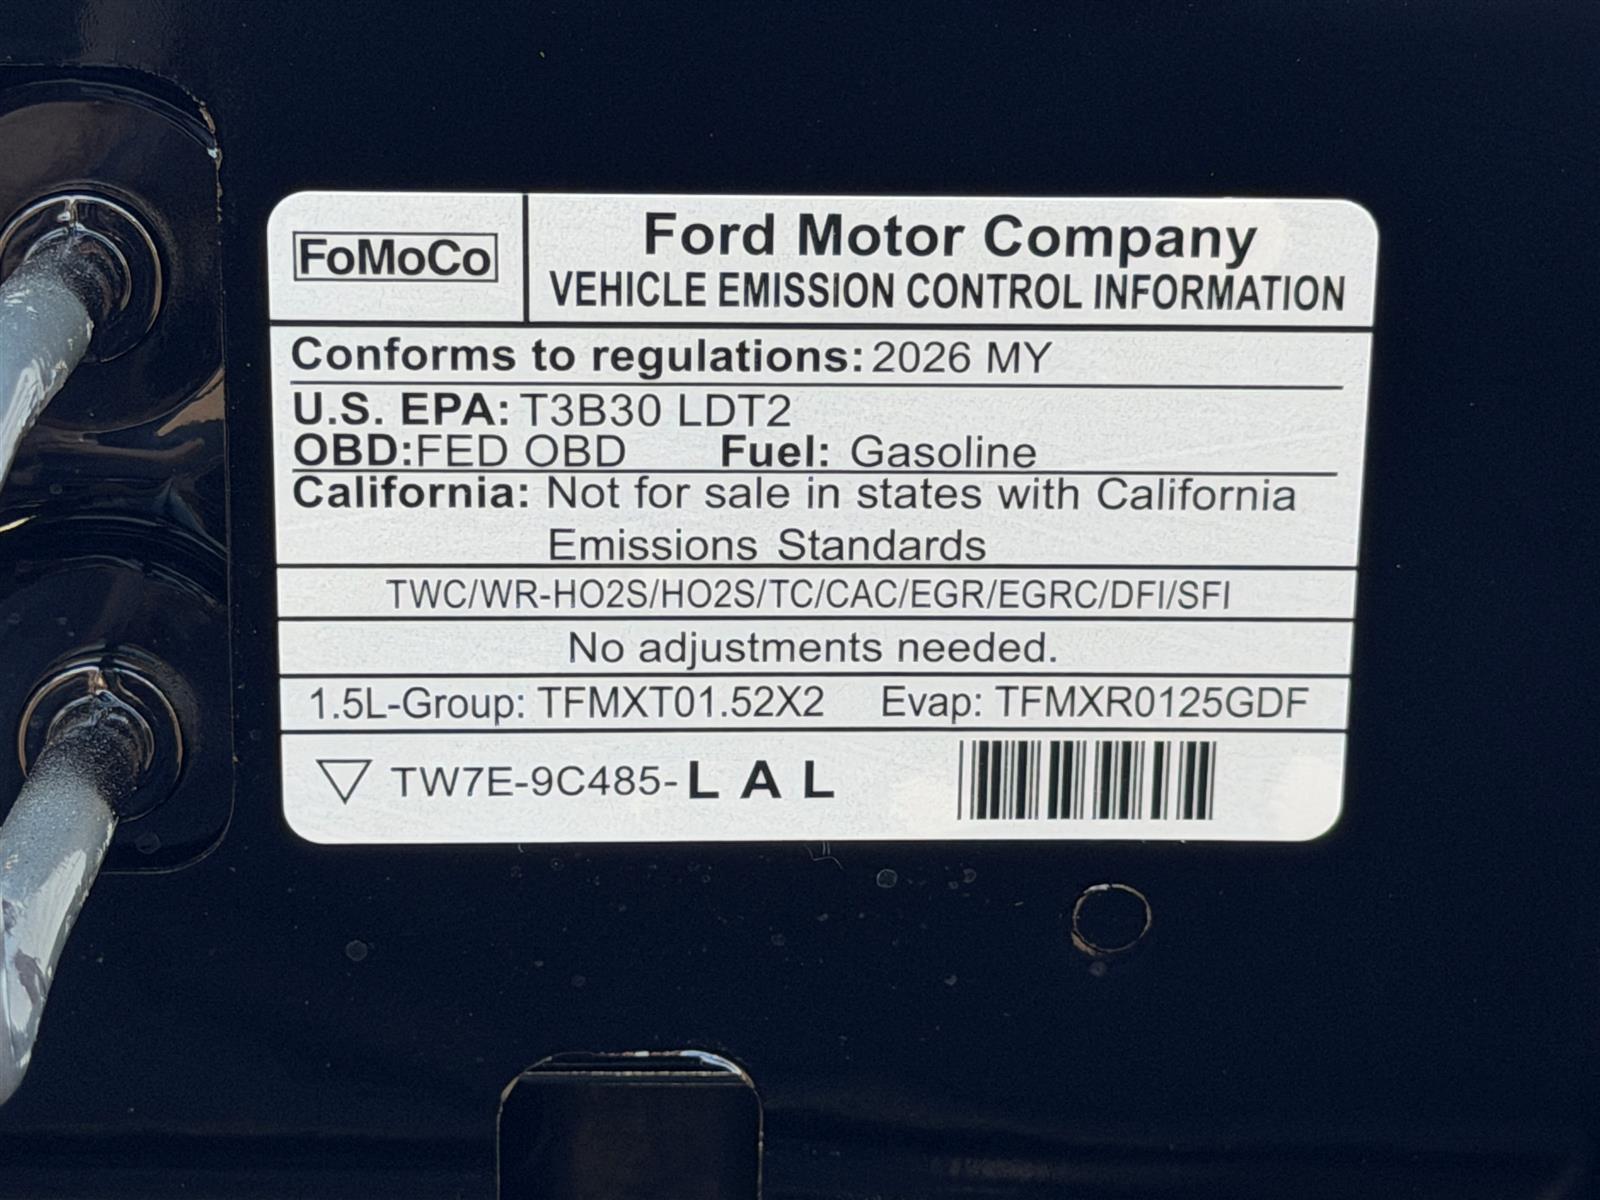 FoMoCo
Ford Motor Company
VEHICLE EMISSION CONTROL INFORMATION
Conforms to regulations: 2026 MY
U.S. EPA: T3B30 LDT2
OBD:FED OBD Fuel: Gasoline
California: Not for sale in states with California
Emissions Standards
TWC/WR-HO2S/HO2S/TC/CAC/EGR/EGRC/DFI/SFI
No adjustments needed.
1.5L-Group: TFMXT01.52X2 Evap: TFMXR0125GDF
TW7E-9C485-L A L